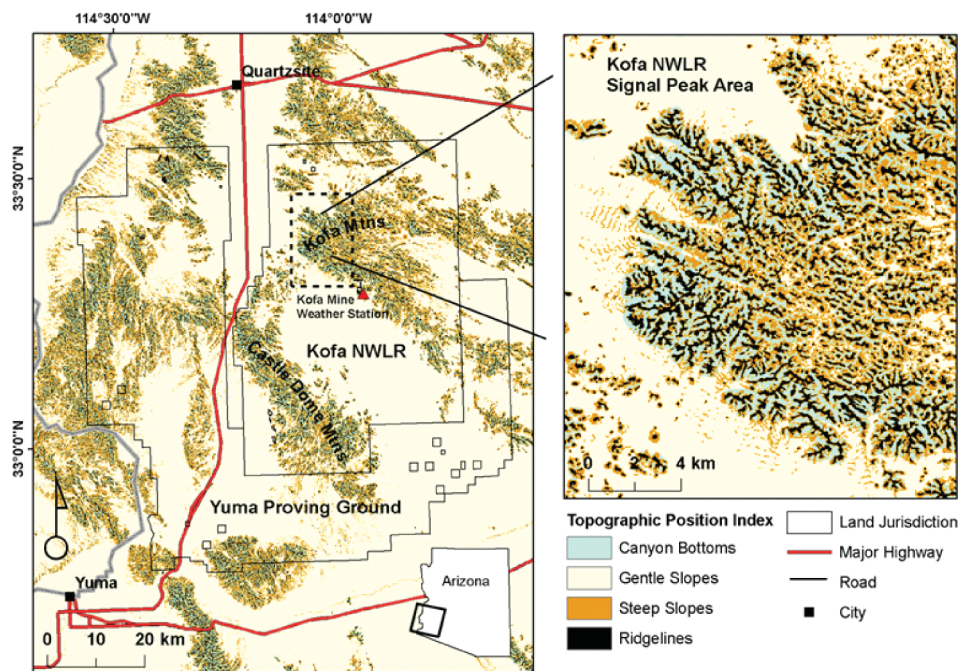 114°30'0"W
114°0'0"W
Quartzsite
33°30'0"N
Kofa Mtns
Kofa Mine
Weather Station
Kofa NWLR
Castle Dome Mtns
33°0'0"N
Yuma Proving Ground
Yuma
0 10 20 km
Arizona
Kofa NWLR
Signal Peak Area
0 4 km
Topographic Position Index
Canyon Bottoms
Gentle Slopes
Steep Slopes
Ridgelines
Land Jurisdiction
Major Highway
Road
City